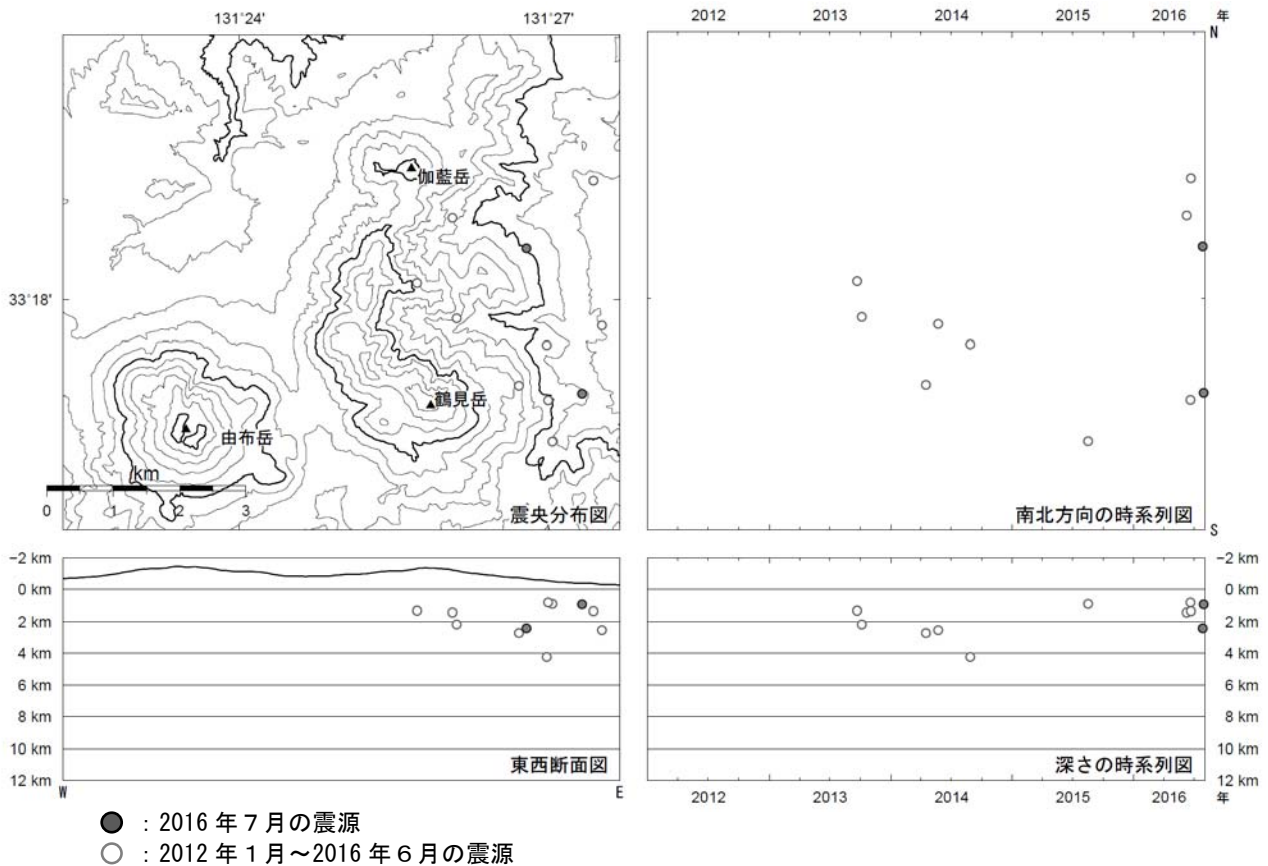 131°24′ 131°27′
2012 2013 2014 2015 2016 年
N
伽藍岳
33°18′
鶴見岳
由布岳
km
0 1 2 3
震央分布図
南北方向の時系列図
S
−2 km
0 km
2 km
4 km
6 km
8 km
10 km
12 km
東西断面図
W E
−2 km
0 km
2 km
4 km
6 km
8 km
10 km
12 km
深さの時系列図
2012 2013 2014 2015 2016 年
：2016 年７月の震源
：2012 年１月～2016 年６月の震源